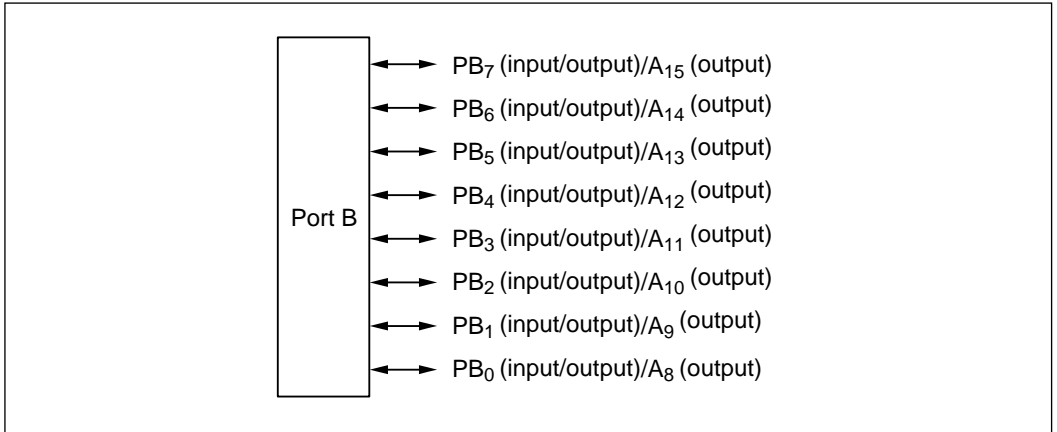 PB₇ (input/output)/A₁₅ (output)
PB₆ (input/output)/A₁₄ (output)
PB₅ (input/output)/A₁₃ (output)
PB₄ (input/output)/A₁₂ (output)
Port B
PB₃ (input/output)/A₁₁ (output)
PB₂ (input/output)/A₁₀ (output)
PB₁ (input/output)/A₉ (output)
PB₀ (input/output)/A₈ (output)